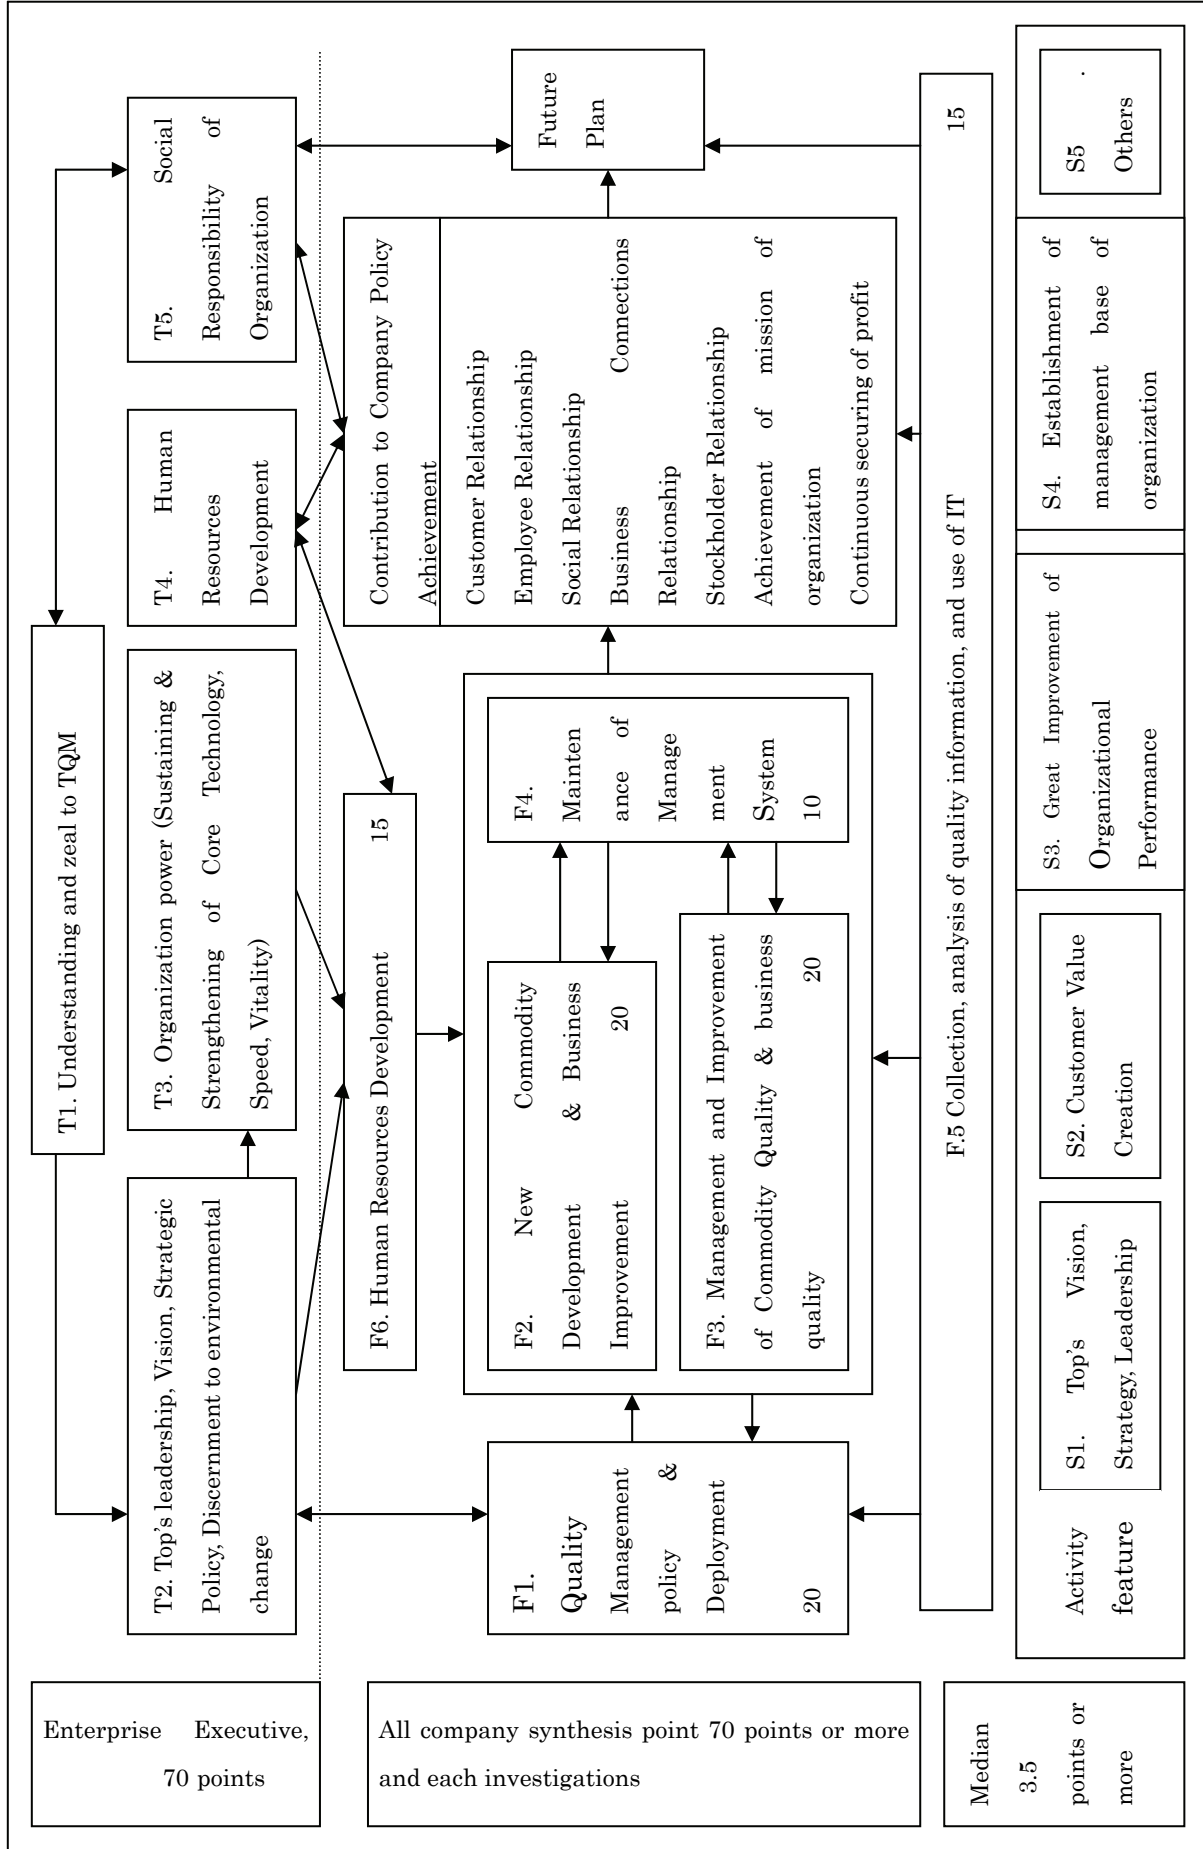 T1. Understanding and zeal to TQM
Enterprise Executive,
70 points
T2. Top's leadership, Vision, Strategic
Policy, Discernment to environmental
change
T3. Organization power (Sustaining &
Strengthening of Core Technology,
Speed, Vitality)
T4. Human
Resources
Development
T5. Social
Responsibility of
Organization
All company synthesis point 70 points or more
and each investigations
F6. Human Resources Development 15
F1.
Quality
Management
policy &
Deployment
20
F2. New Commodity
Development & Business
Improvement 20
F3. Management and Improvement
of Commodity Quality & business
quality 20
F4.
Mainten
ance of
Manage
ment
System
10
Contribution to Company Policy
Achievement
Customer Relationship
Employee Relationship
Social Relationship
Business Connections
Relationship
Stockholder Relationship
Achievement of mission of
organization
Continuous securing of profit
Future
Plan
F.5 Collection, analysis of quality information, and use of IT 15
Median
3.5
points or
more
Activity
feature
S1. Top's Vision,
Strategy, Leadership
S2. Customer Value
Creation
S3. Great Improvement of
Organizational
Performance
S4. Establishment of
management base of
organization
S5 .
Others